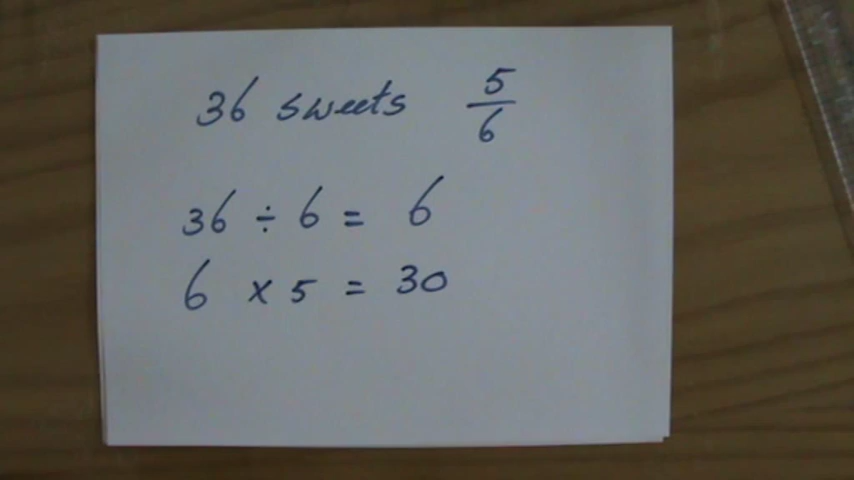 36 sweets 5/6
36 ÷ 6 = 6
6 × 5 = 30